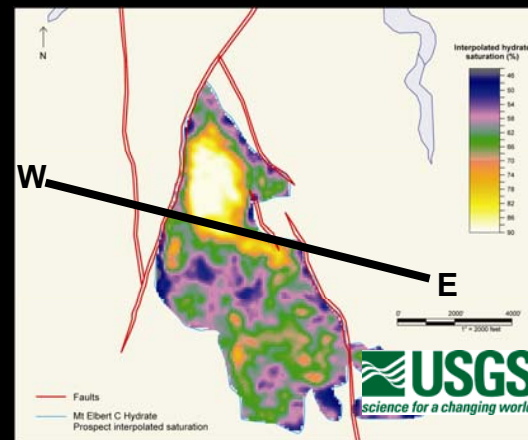 N
Interpolated hydrate
saturation (%)
46
50
54
58
62
66
70
74
78
82
86
90
W
E
0' 2000 4000'
1" = 2000 feet
Faults
Mt Elbert C Hydrate
Prospect interpolated saturation
USGS
science for a changing world